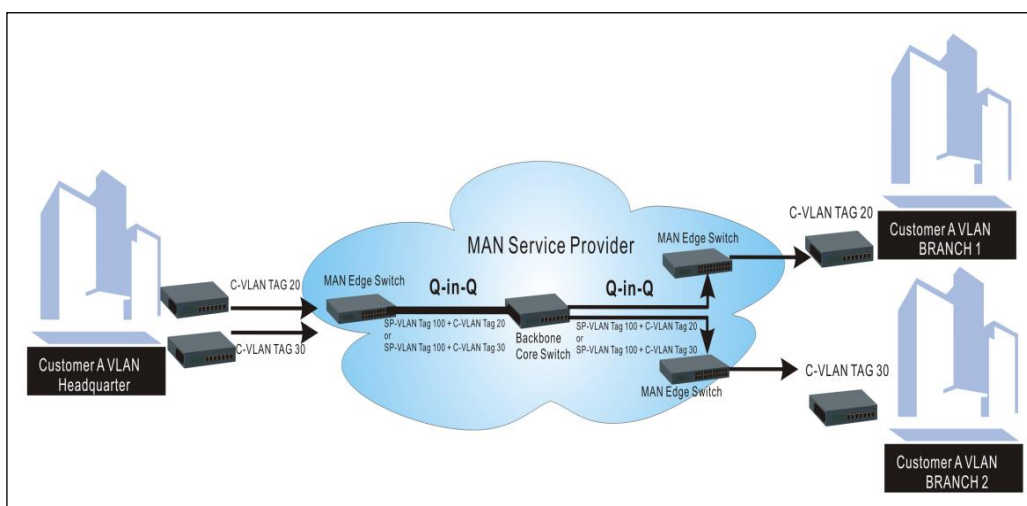 Customer A VLAN
Headquarter
C-VLAN TAG 20
C-VLAN TAG 30
MAN Service Provider
MAN Edge Switch
Q-in-Q
SP-VLAN Tag 100 + C-VLAN Tag 20
or
SP-VLAN Tag 100 + C-VLAN Tag 30
Backbone
Core Switch
Q-in-Q
SP-VLAN Tag 100 + C-VLAN Tag 20
or
SP-VLAN Tag 100 + C-VLAN Tag 30
MAN Edge Switch
MAN Edge Switch
C-VLAN TAG 20
Customer A VLAN
BRANCH 1
C-VLAN TAG 30
Customer A VLAN
BRANCH 2